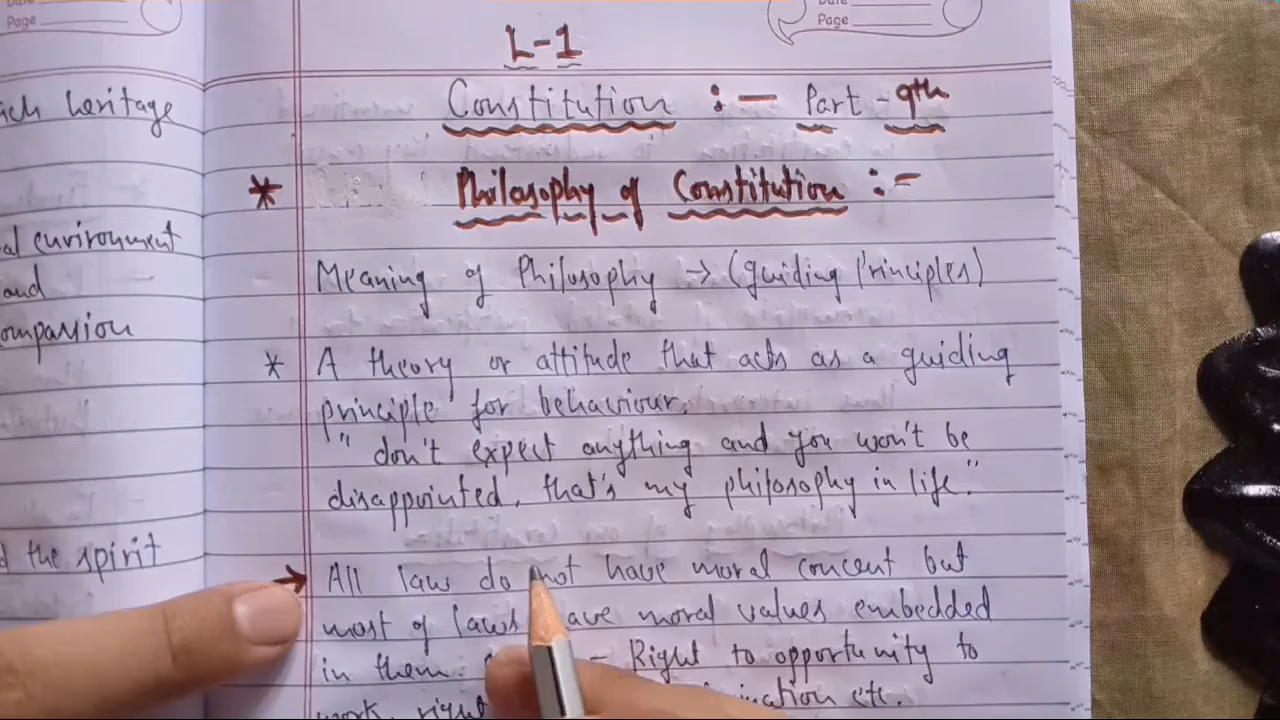 Date
Page
Date
Page
L-1
Constitution :- Part - 9th
* Philosophy of Constitution :-
Meaning of Philosophy → (guiding Principles)
* A theory or attitude that acts as a guiding
principle for behaviour.
" don't expect anything and you won't be
disappointed, that's my philosophy in life."
→ All law do not have moral concent but
most of laws have moral values embedded
in them. - Right to opportunity to
work, right etc.
heritage
environment
and
d the spirit